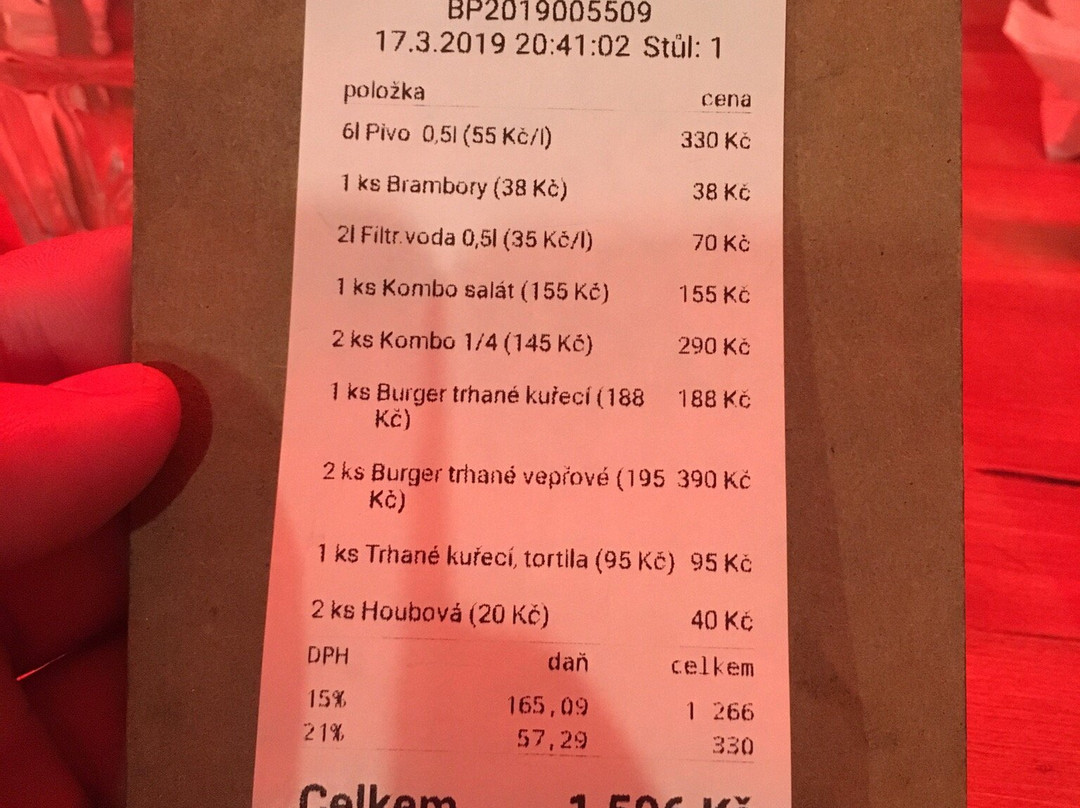 BP2019005509
17.3.2019 20:41:02 Stůl: 1
položka cena
6l Pivo 0,5l (55 Kč/l) 330 Kč
1 ks Brambory (38 Kč) 38 Kč
2l Filtr.voda 0,5l (35 Kč/l) 70 Kč
1 ks Kombo salát (155 Kč) 155 Kč
2 ks Kombo 1/4 (145 Kč) 290 Kč
1 ks Burger trhané kuřecí (188 188 Kč
Kč)
2 ks Burger trhané vepřové (195 390 Kč
Kč)
1 ks Trhané kuřecí, tortila (95 Kč) 95 Kč
2 ks Houbová (20 Kč) 40 Kč
DPH daň celkem
15% 165,09 1 266
21% 57,29 330
Celkem 1 596 Kč